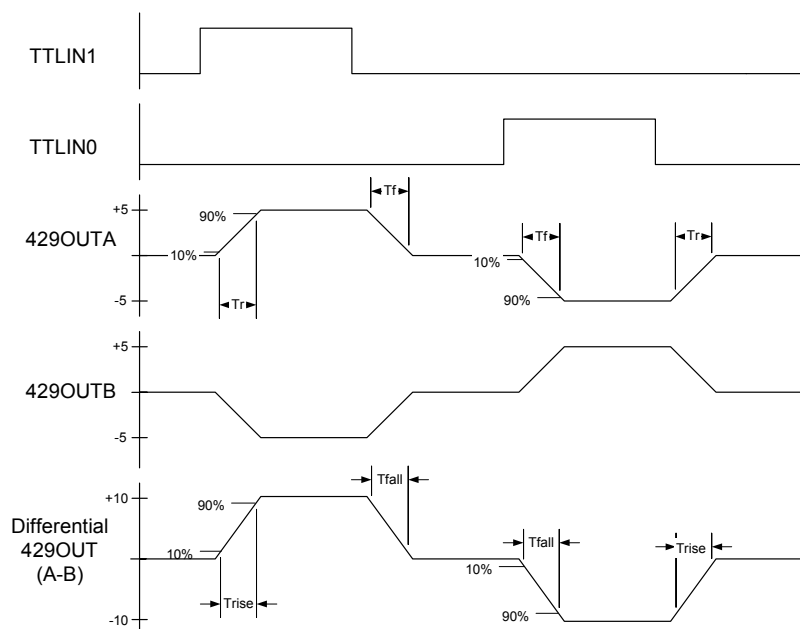 TTLIN1
TTLIN0
+5
Tf
90%
429OUTA
10%
Tr
-5
Tf
10%
90%
Tr
+5
429OUTB
-5
+10
90%
Tfall
Differential
429OUT
(A-B)
10%
Trise
-10
Tfall
10%
90%
Trise